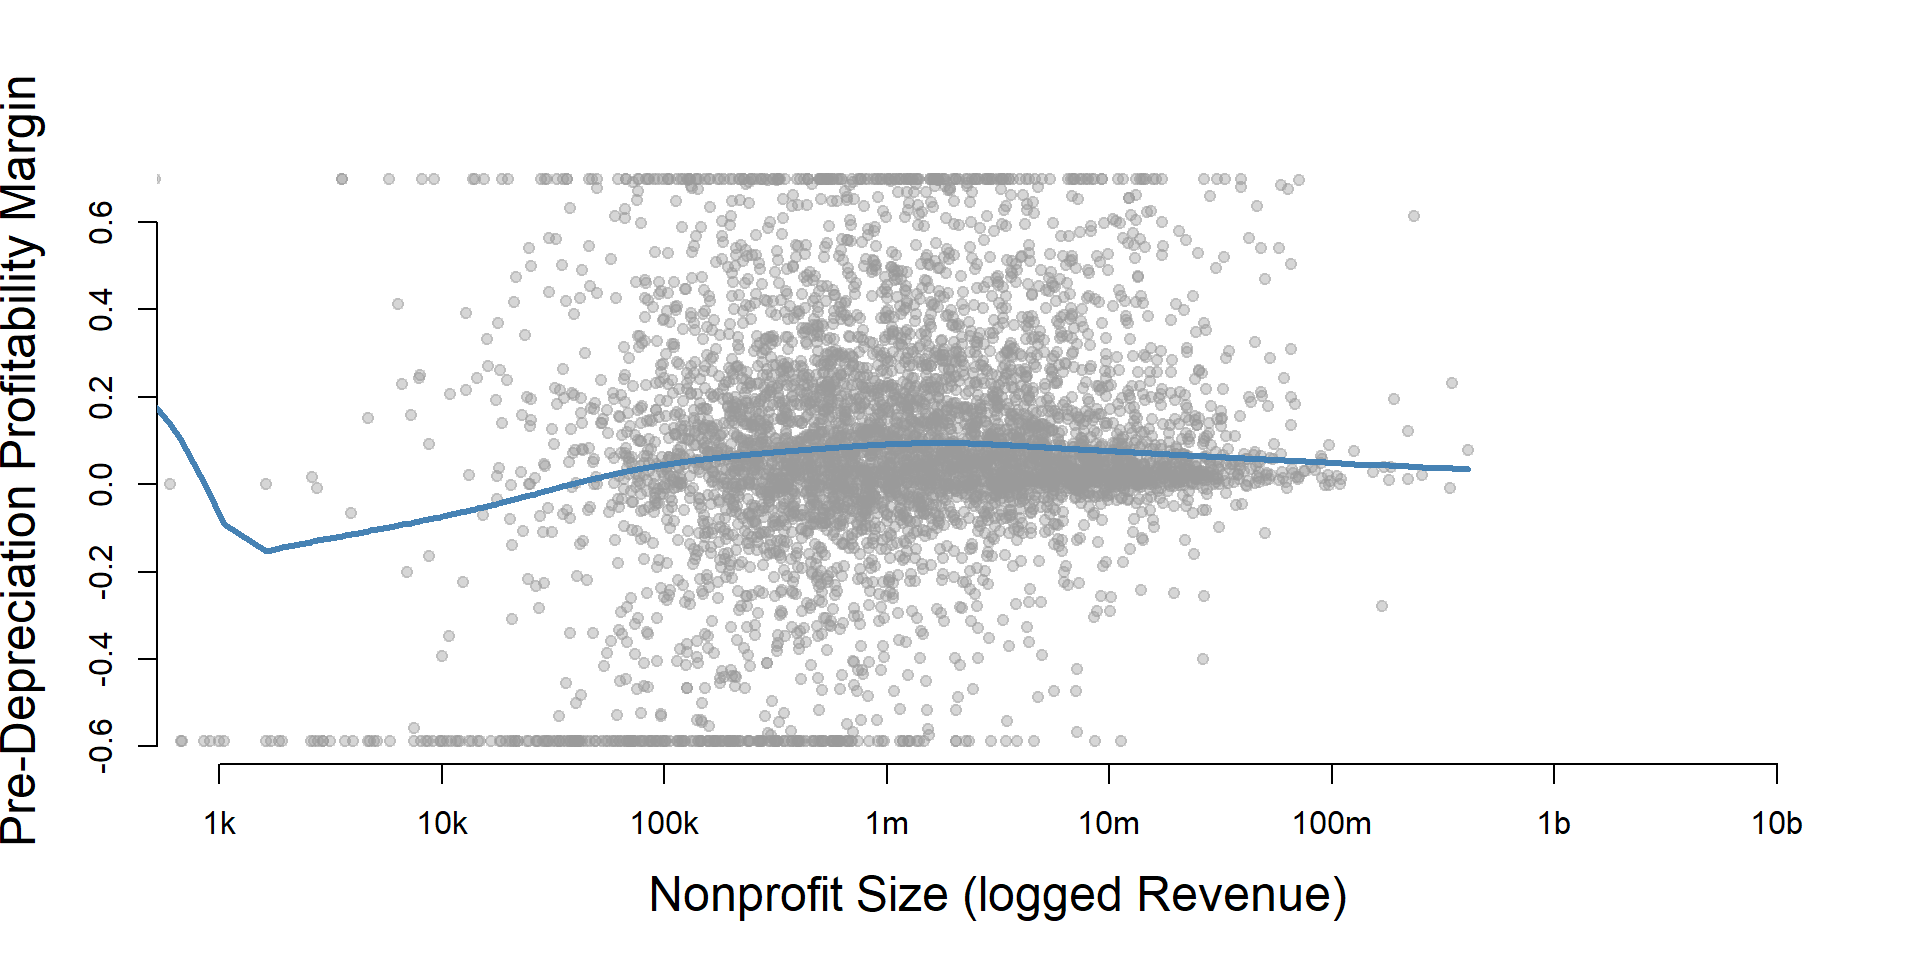 Pre-Depreciation Profitability Margin
0.6
0.4
0.2
0.0
-0.2
-0.4
-0.6
1k 10k 100k 1m 10m 100m 1b 10b
Nonprofit Size (logged Revenue)